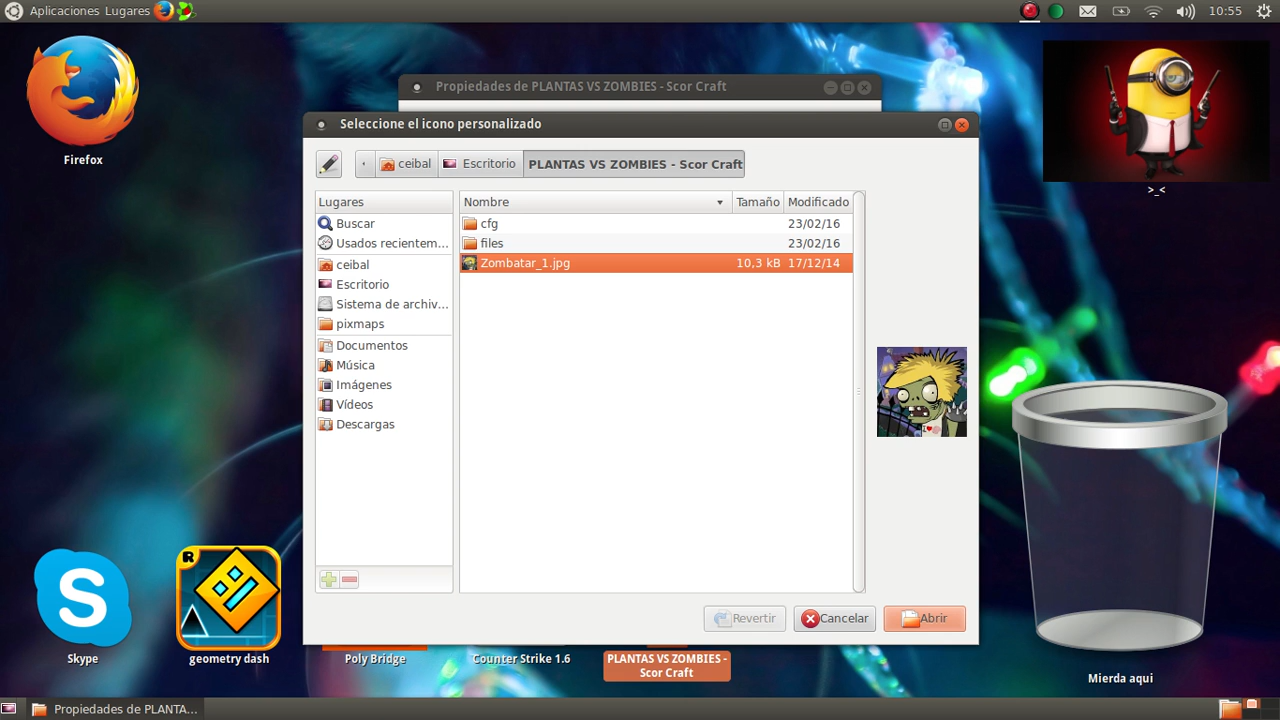 Aplicaciones Lugares
10:55
Firefox
>_<
Propiedades de PLANTAS VS ZOMBIES - Scor Craft
Seleccione el icono personalizado
ceibal
Escritorio
PLANTAS VS ZOMBIES - Scor Craft
Lugares
Buscar
Usados recientem...
ceibal
Escritorio
Sistema de archiv...
pixmaps
Documentos
Música
Imágenes
Vídeos
Descargas
Nombre Tamaño Modificado
cfg 23/02/16
files 23/02/16
Zombatar_1.jpg 10,3 kB 17/12/14
Revertir
Cancelar
Abrir
S
Skype
R
geometry dash
Poly Bridge
Counter Strike 1.6
PLANTAS VS ZOMBIES -
Scor Craft
Mierda aqui
Propiedades de PLANTA...